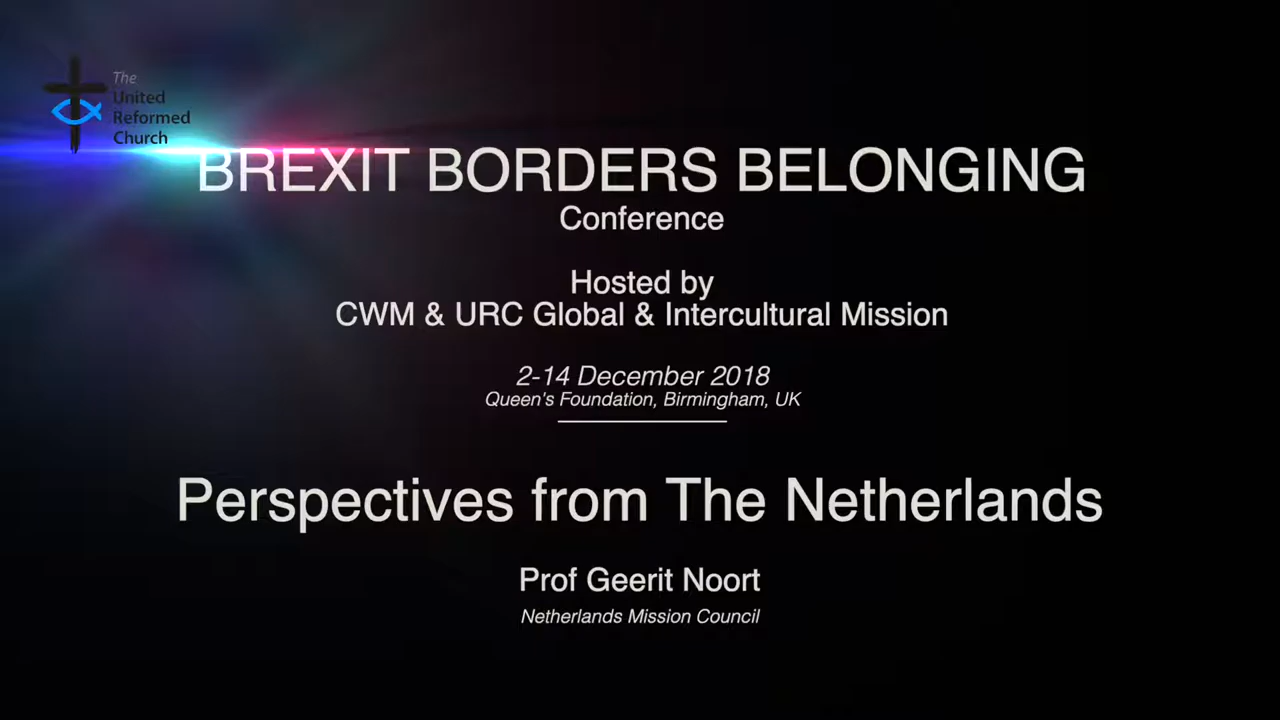 The
United
Reformed
Church
BREXIT BORDERS BELONGING
Conference
Hosted by
CWM & URC Global & Intercultural Mission
2-14 December 2018
Queen's Foundation, Birmingham, UK
Perspectives from The Netherlands
Prof Geerit Noort
Netherlands Mission Council